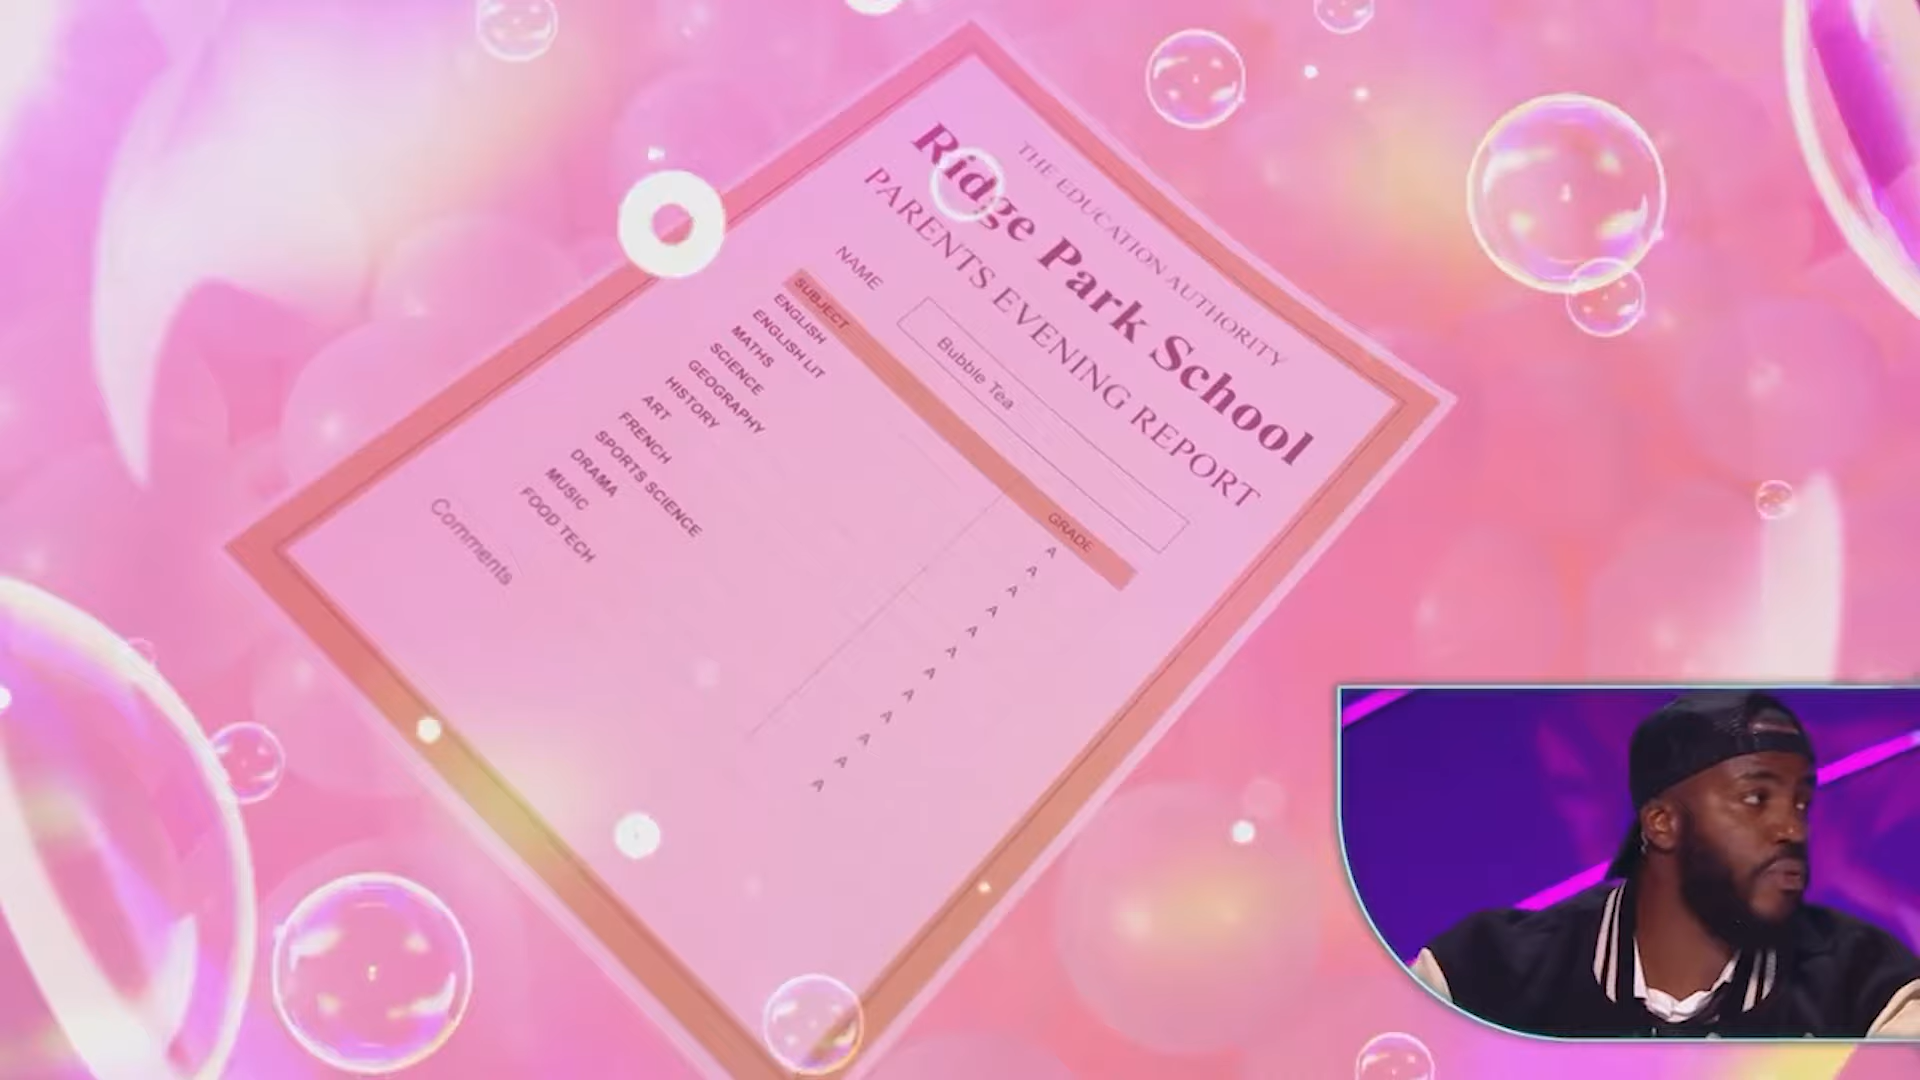 THE EDUCATION AUTHORITY
Ridge Park School
PARENTS EVENING REPORT
NAME
Bubble Tea
SUBJECT GRADE
ENGLISH A
ENGLISH LIT A
MATHS A
SCIENCE A
GEOGRAPHY A
HISTORY A
ART A
FRENCH A
SPORTS SCIENCE A
DRAMA A
MUSIC A
FOOD TECH A
Comments